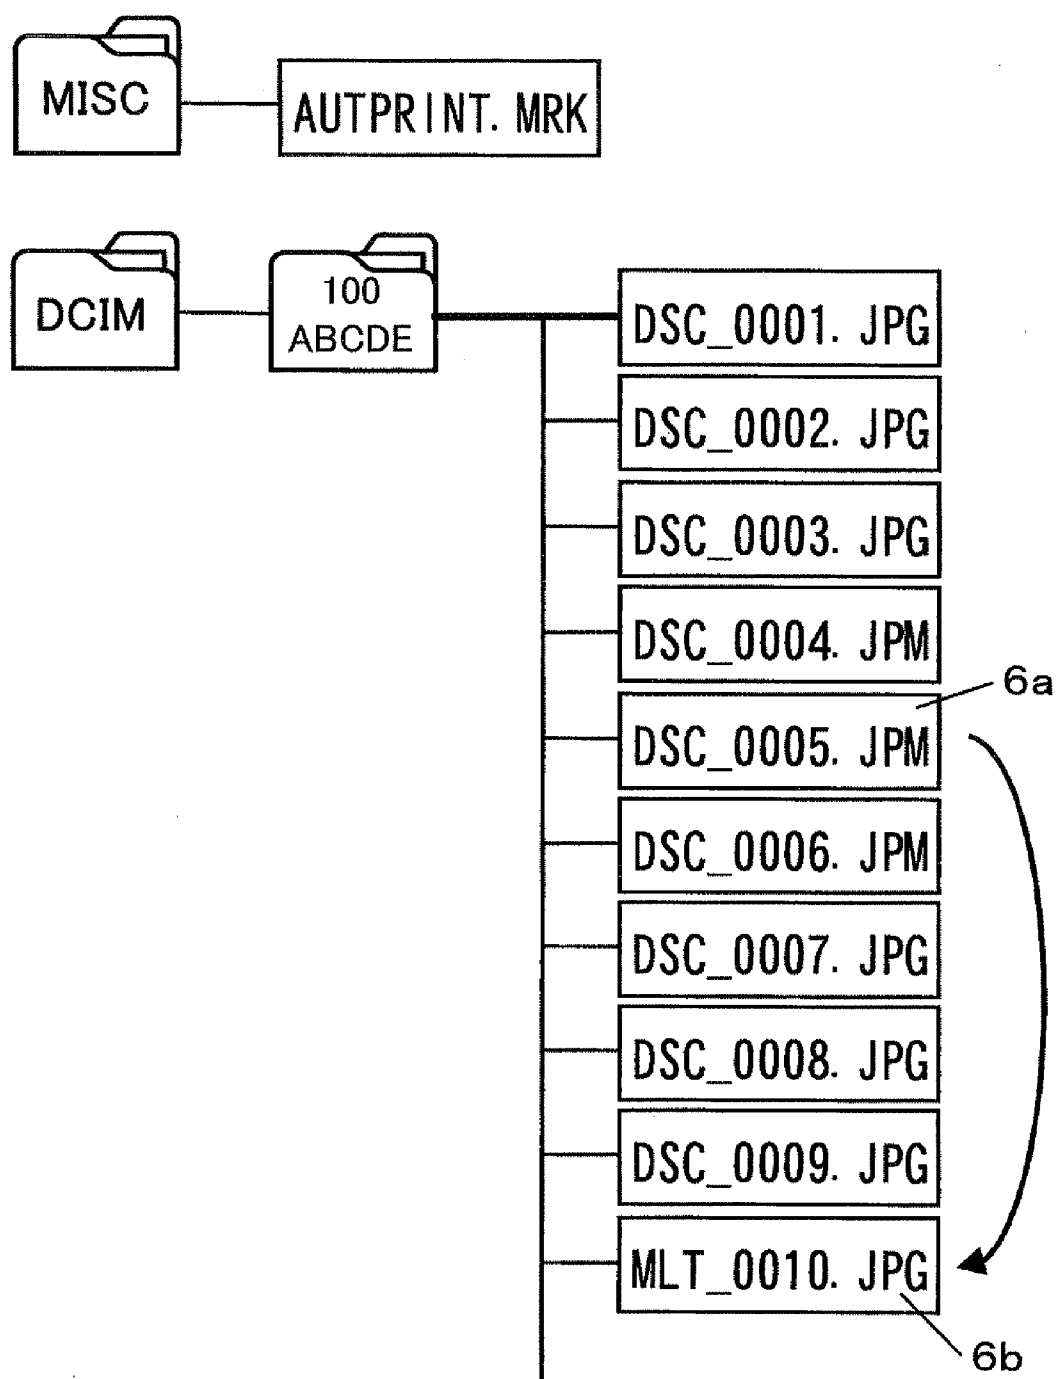 MISC
AUTPRINT. MRK
DCIM
100
ABCDE
DSC_0001. JPG
DSC_0002. JPG
DSC_0003. JPG
DSC_0004. JPM
6a
DSC_0005. JPM
DSC_0006. JPM
DSC_0007. JPG
DSC_0008. JPG
DSC_0009. JPG
MLT_0010. JPG
6b